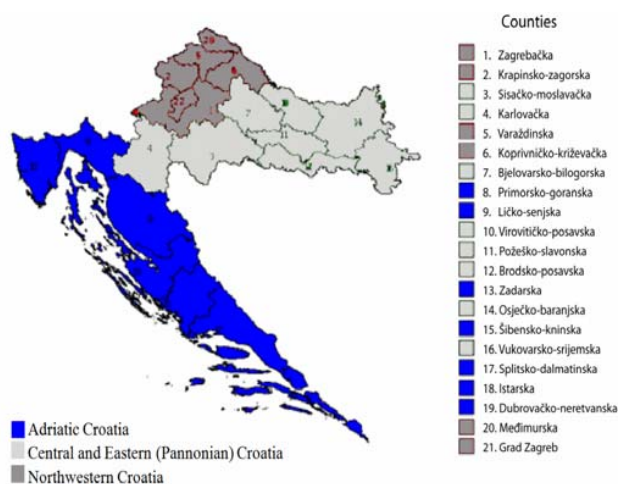 Counties
1. Zagrebačka
2. Krapinsko-zagorska
3. Sisačko-moslavačka
4. Karlovačka
5. Varaždinska
6. Koprivničko-križevačka
7. Bjelovarsko-bilogorska
8. Primorsko-goranska
9. Ličko-senjska
10. Virovitičko-posavska
11. Požeško-slavonska
12. Brodsko-posavska
13. Zadarska
14. Osječko-baranjska
15. Šibensko-kninska
16. Vukovarsko-srijemska
17. Splitsko-dalmatinska
18. Istarska
19. Dubrovačko-neretvanska
20. Međimurska
21. Grad Zagreb
Adriatic Croatia
Central and Eastern (Pannonian) Croatia
Northwestern Croatia